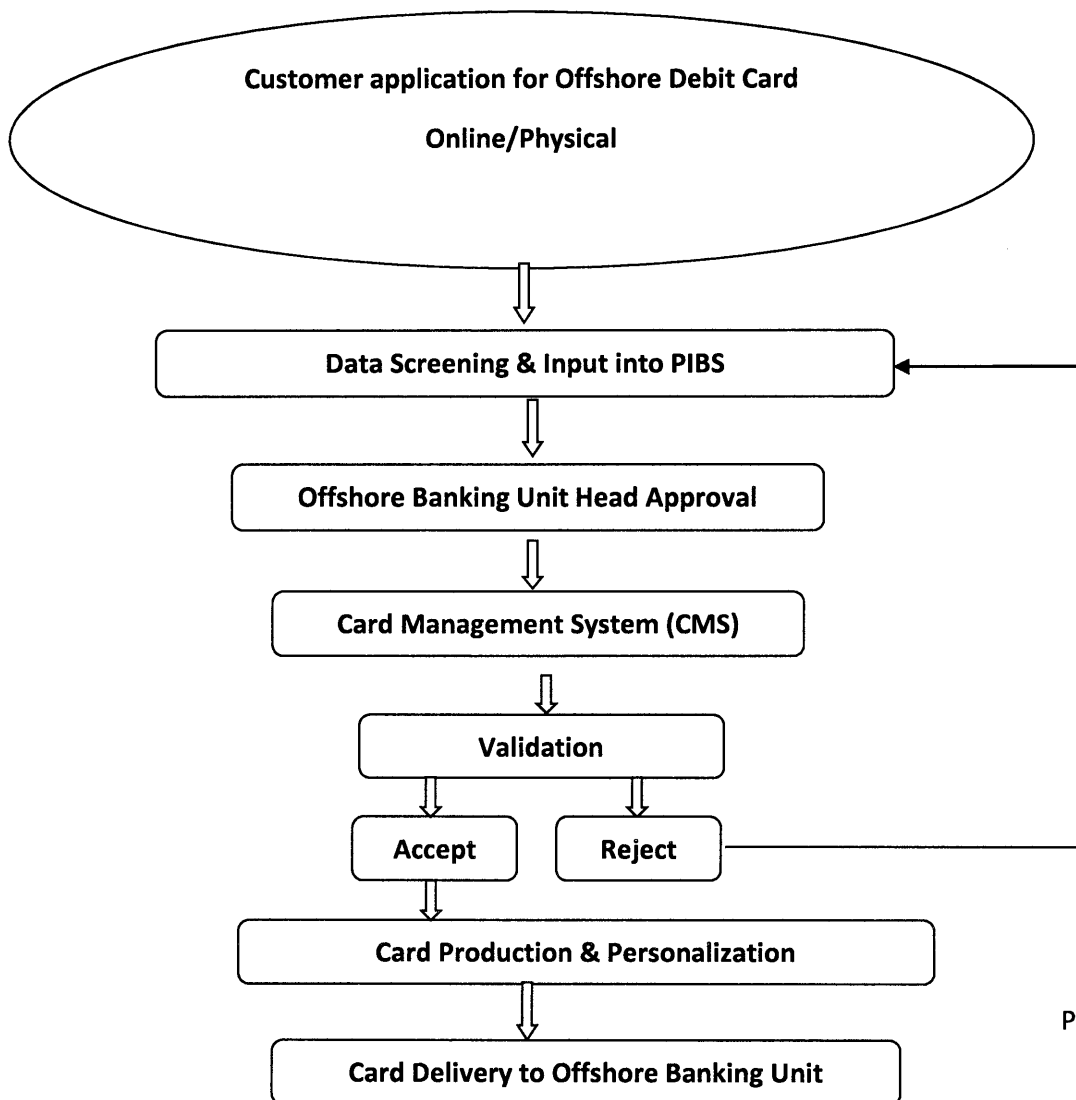 Customer application for Offshore Debit Card
Online/Physical
Data Screening & Input into PIBS
Offshore Banking Unit Head Approval
Card Management System (CMS)
Validation
Accept
Reject
Card Production & Personalization
P
Card Delivery to Offshore Banking Unit